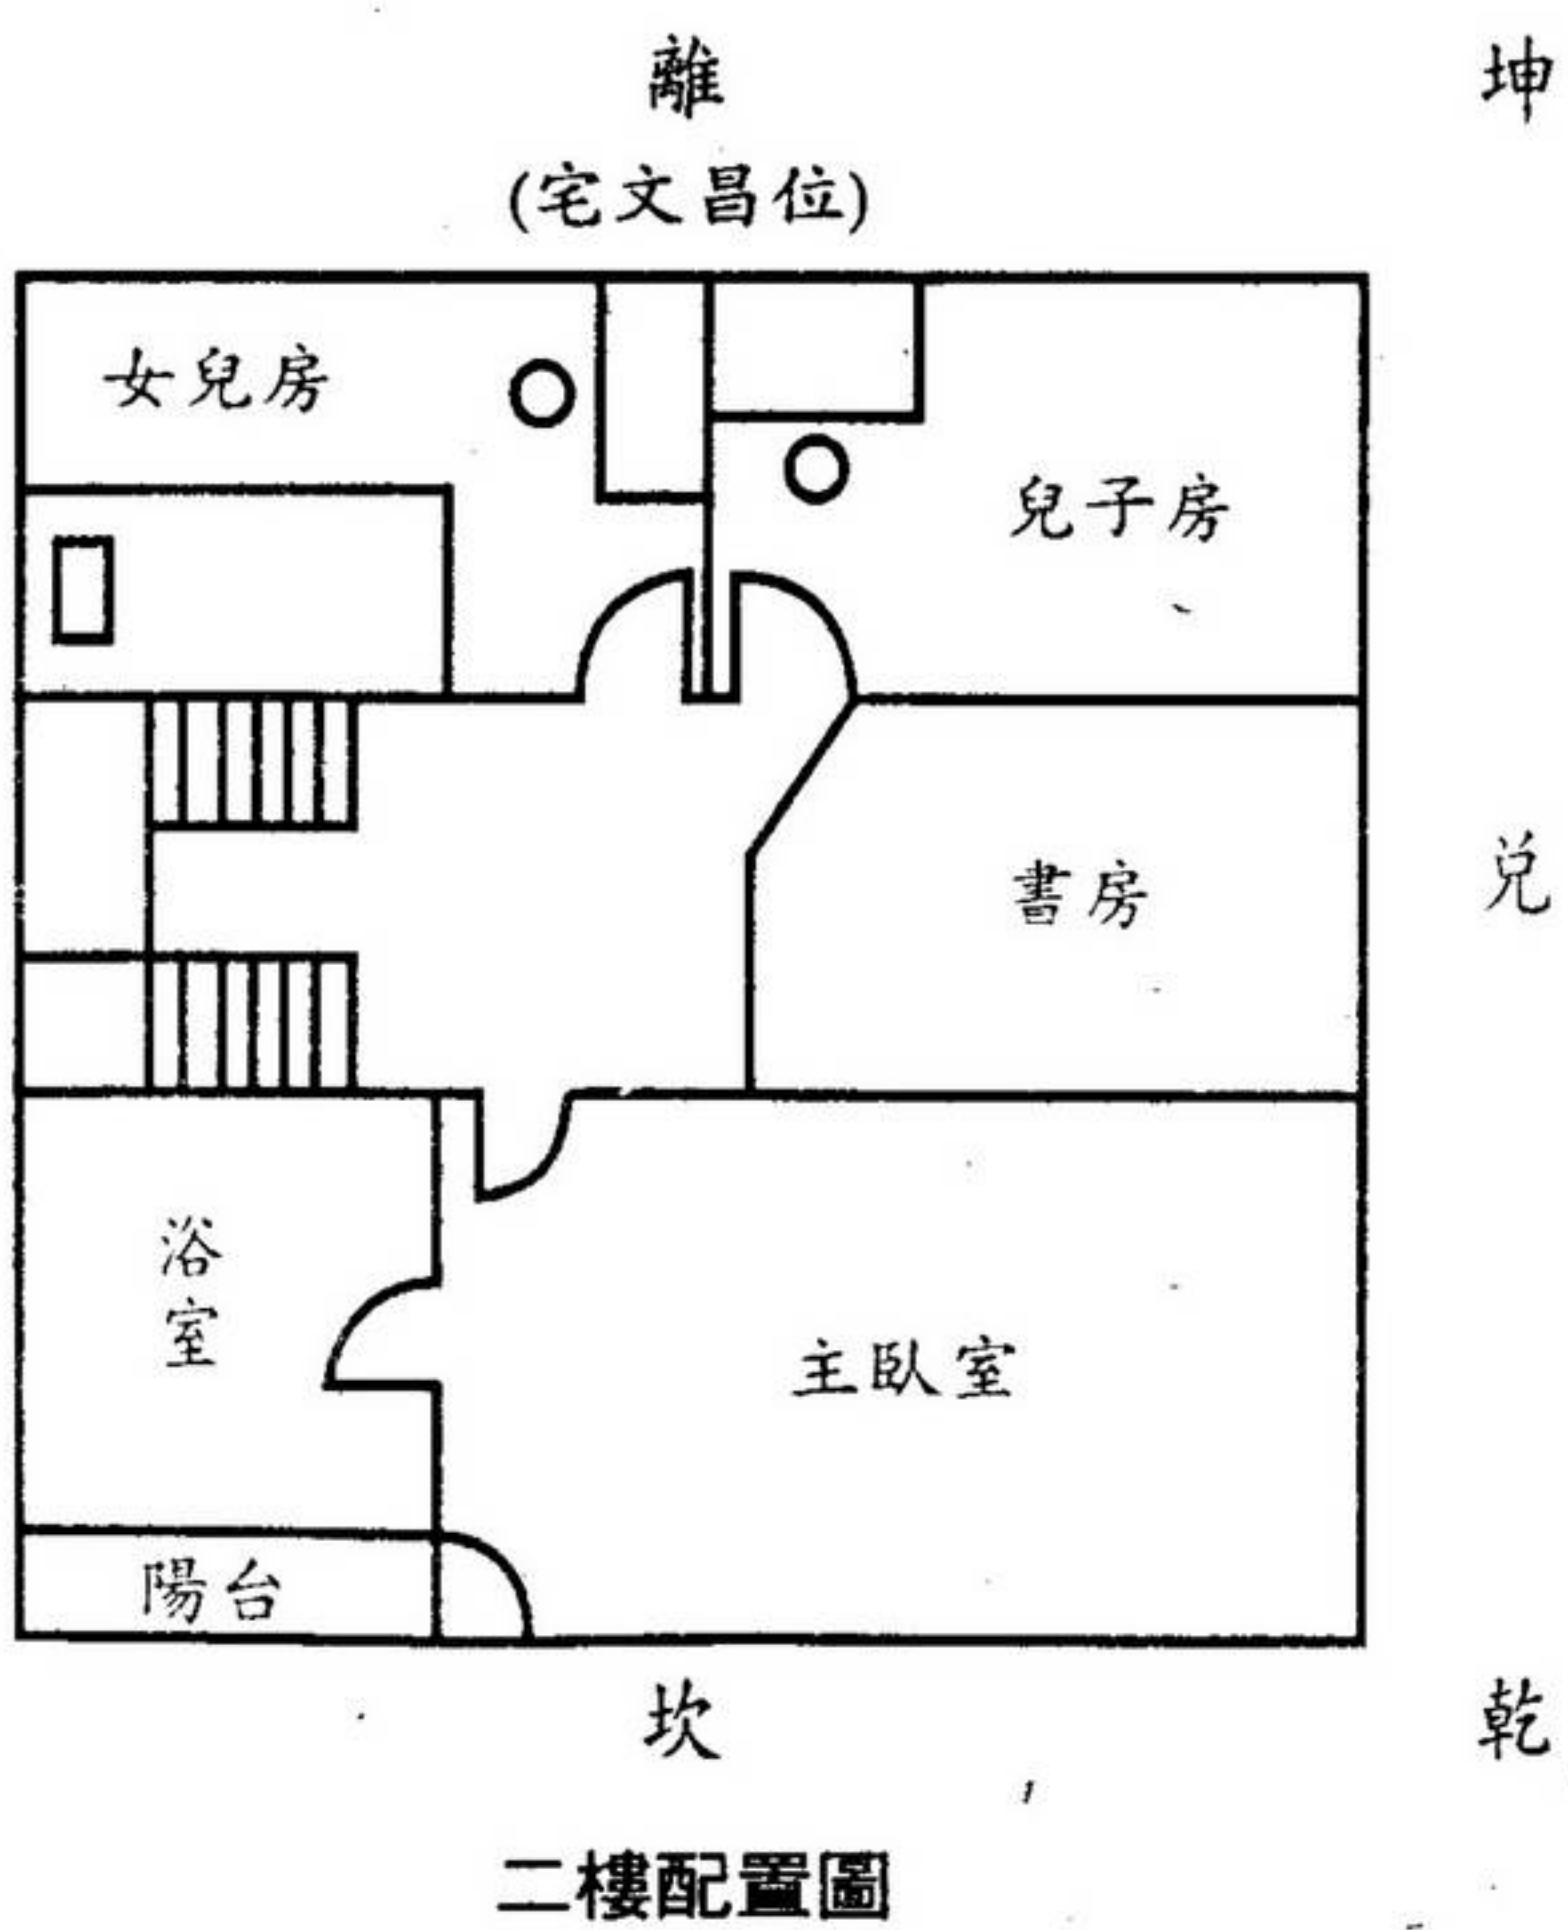 離
坤
(宅文昌位)
女兒房
兒子房
書房
兌
浴室
主臥室
陽台
坎
乾
二樓配置圖